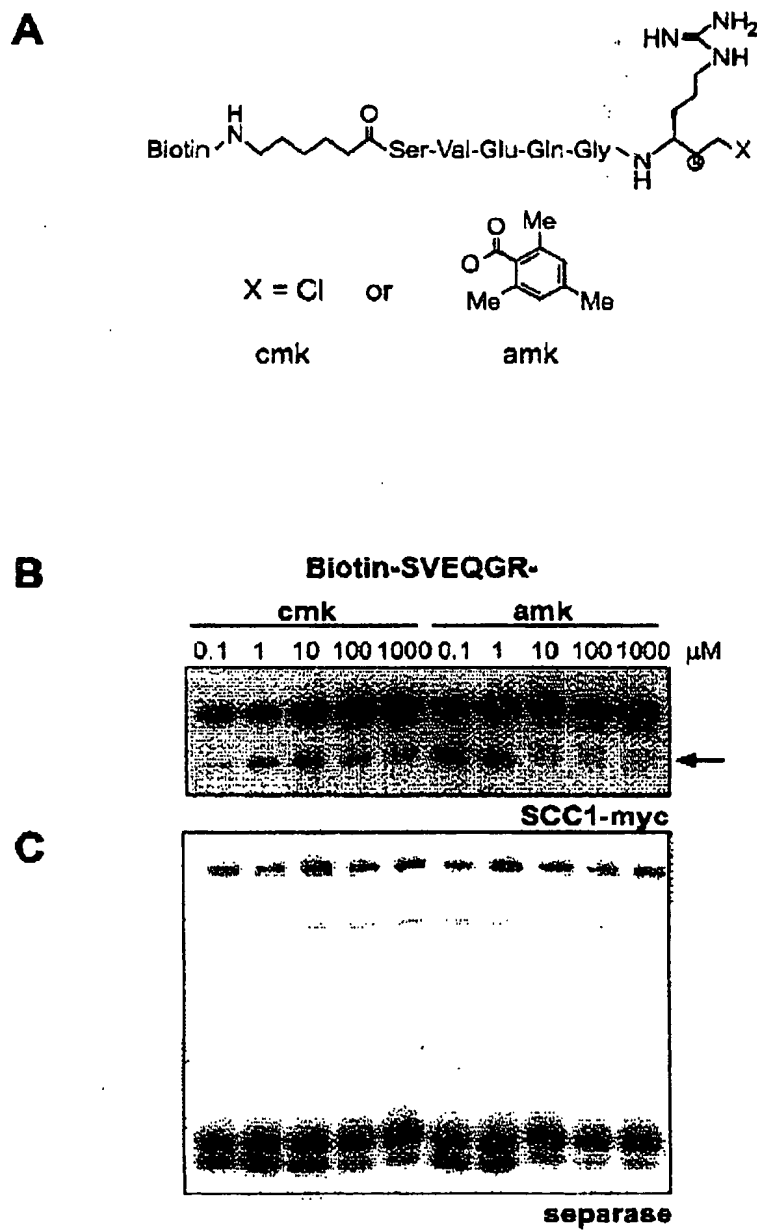 A
HN NH₂
NH
H
N O
Biotin Ser-Val-Glu-Gln-Gly N X
H
O Me
O
X = Cl or Me Me
cmk amk
B Biotin-SVEQGR-
cmk amk
0.1 1 10 100 1000 0.1 1 10 100 1000 μM
SCC1-myc
C
separase